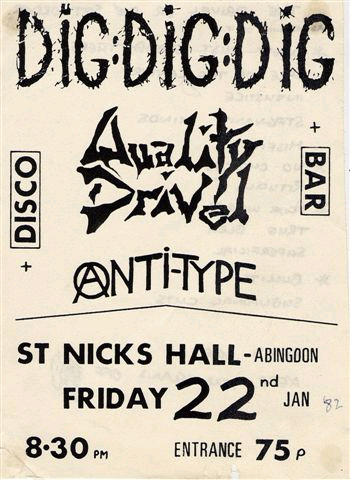 DIG:DIG:DIG
Quality
Drivel
DISCO +
+ BAR
ANTI-TYPE
ST NICKS HALL - ABINGDON
FRIDAY 22nd JAN '82
8·30 PM ENTRANCE 75p